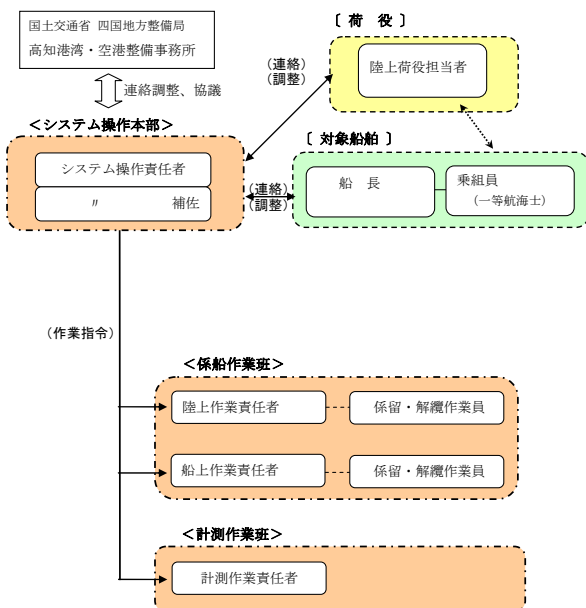 国土交通省 四国地方整備局
高知港湾・空港整備事務所
連絡調整、協議
〔 荷 役 〕
陸上荷役担当者
(連絡)
(調整)
＜システム操作本部＞
システム操作責任者
〃 補佐
(連絡)
(調整)
〔 対象船舶 〕
船 長
乗組員
(一等航海士)
(作業指令)
＜係船作業班＞
陸上作業責任者
係留・解纜作業員
船上作業責任者
係留・解纜作業員
＜計測作業班＞
計測作業責任者